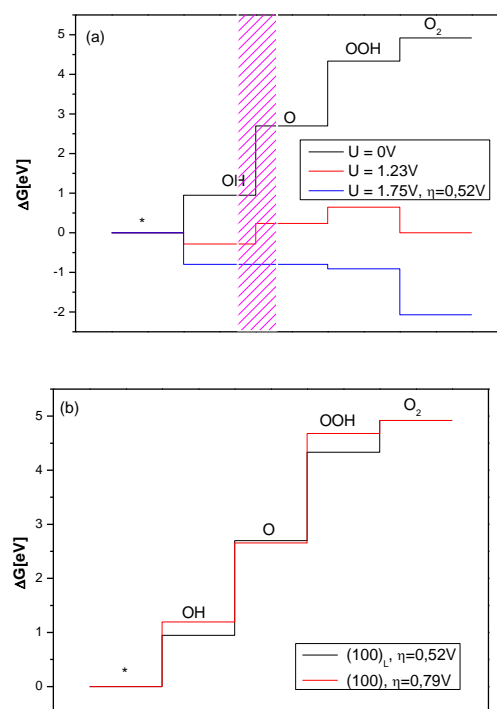 (a)
O2
5
OOH
4
3
O
ΔG[eV]
2
U = 0V
U = 1.23V
U = 1.75V, η=0,52V
OH
1
*
0
-1
-2
(b)
O2
5
OOH
4
ΔG[eV]
3
O
2
OH
1
(100)L, η=0,52V
(100), η=0,79V
*
0